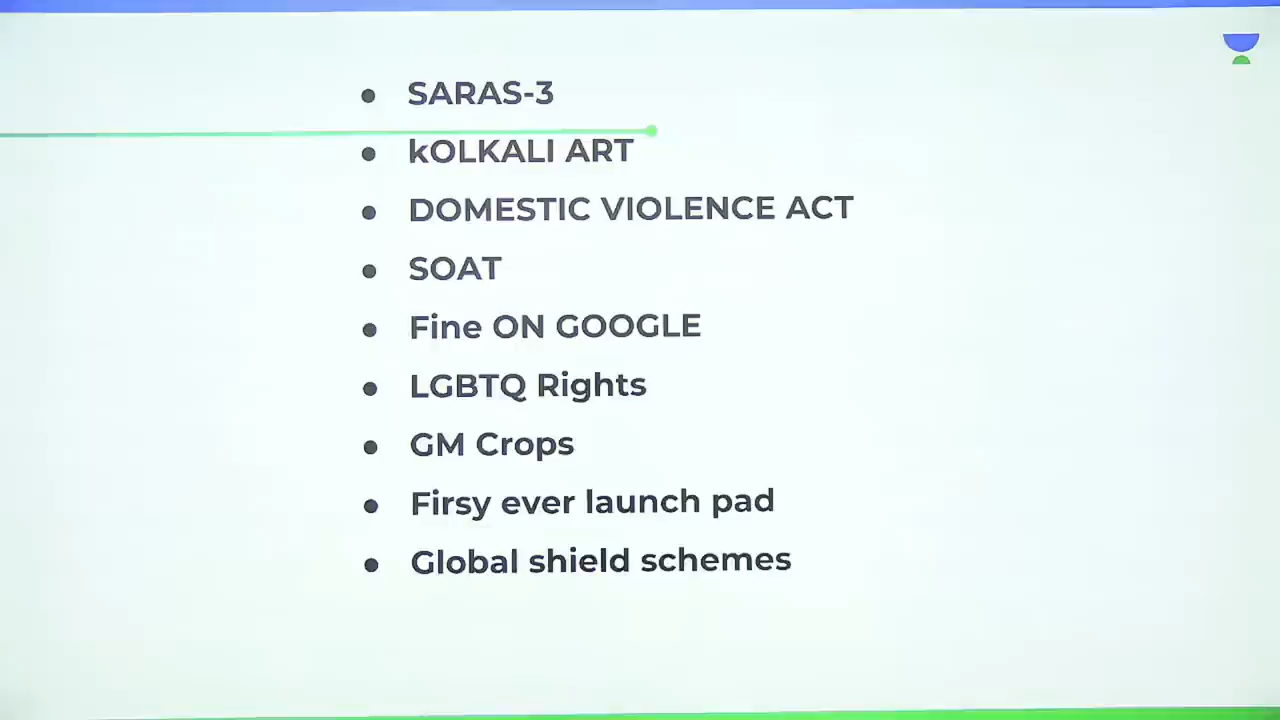 SARAS-3
kOLKALI ART
DOMESTIC VIOLENCE ACT
SOAT
Fine ON GOOGLE
LGBTQ Rights
GM Crops
Firsy ever launch pad
Global shield schemes